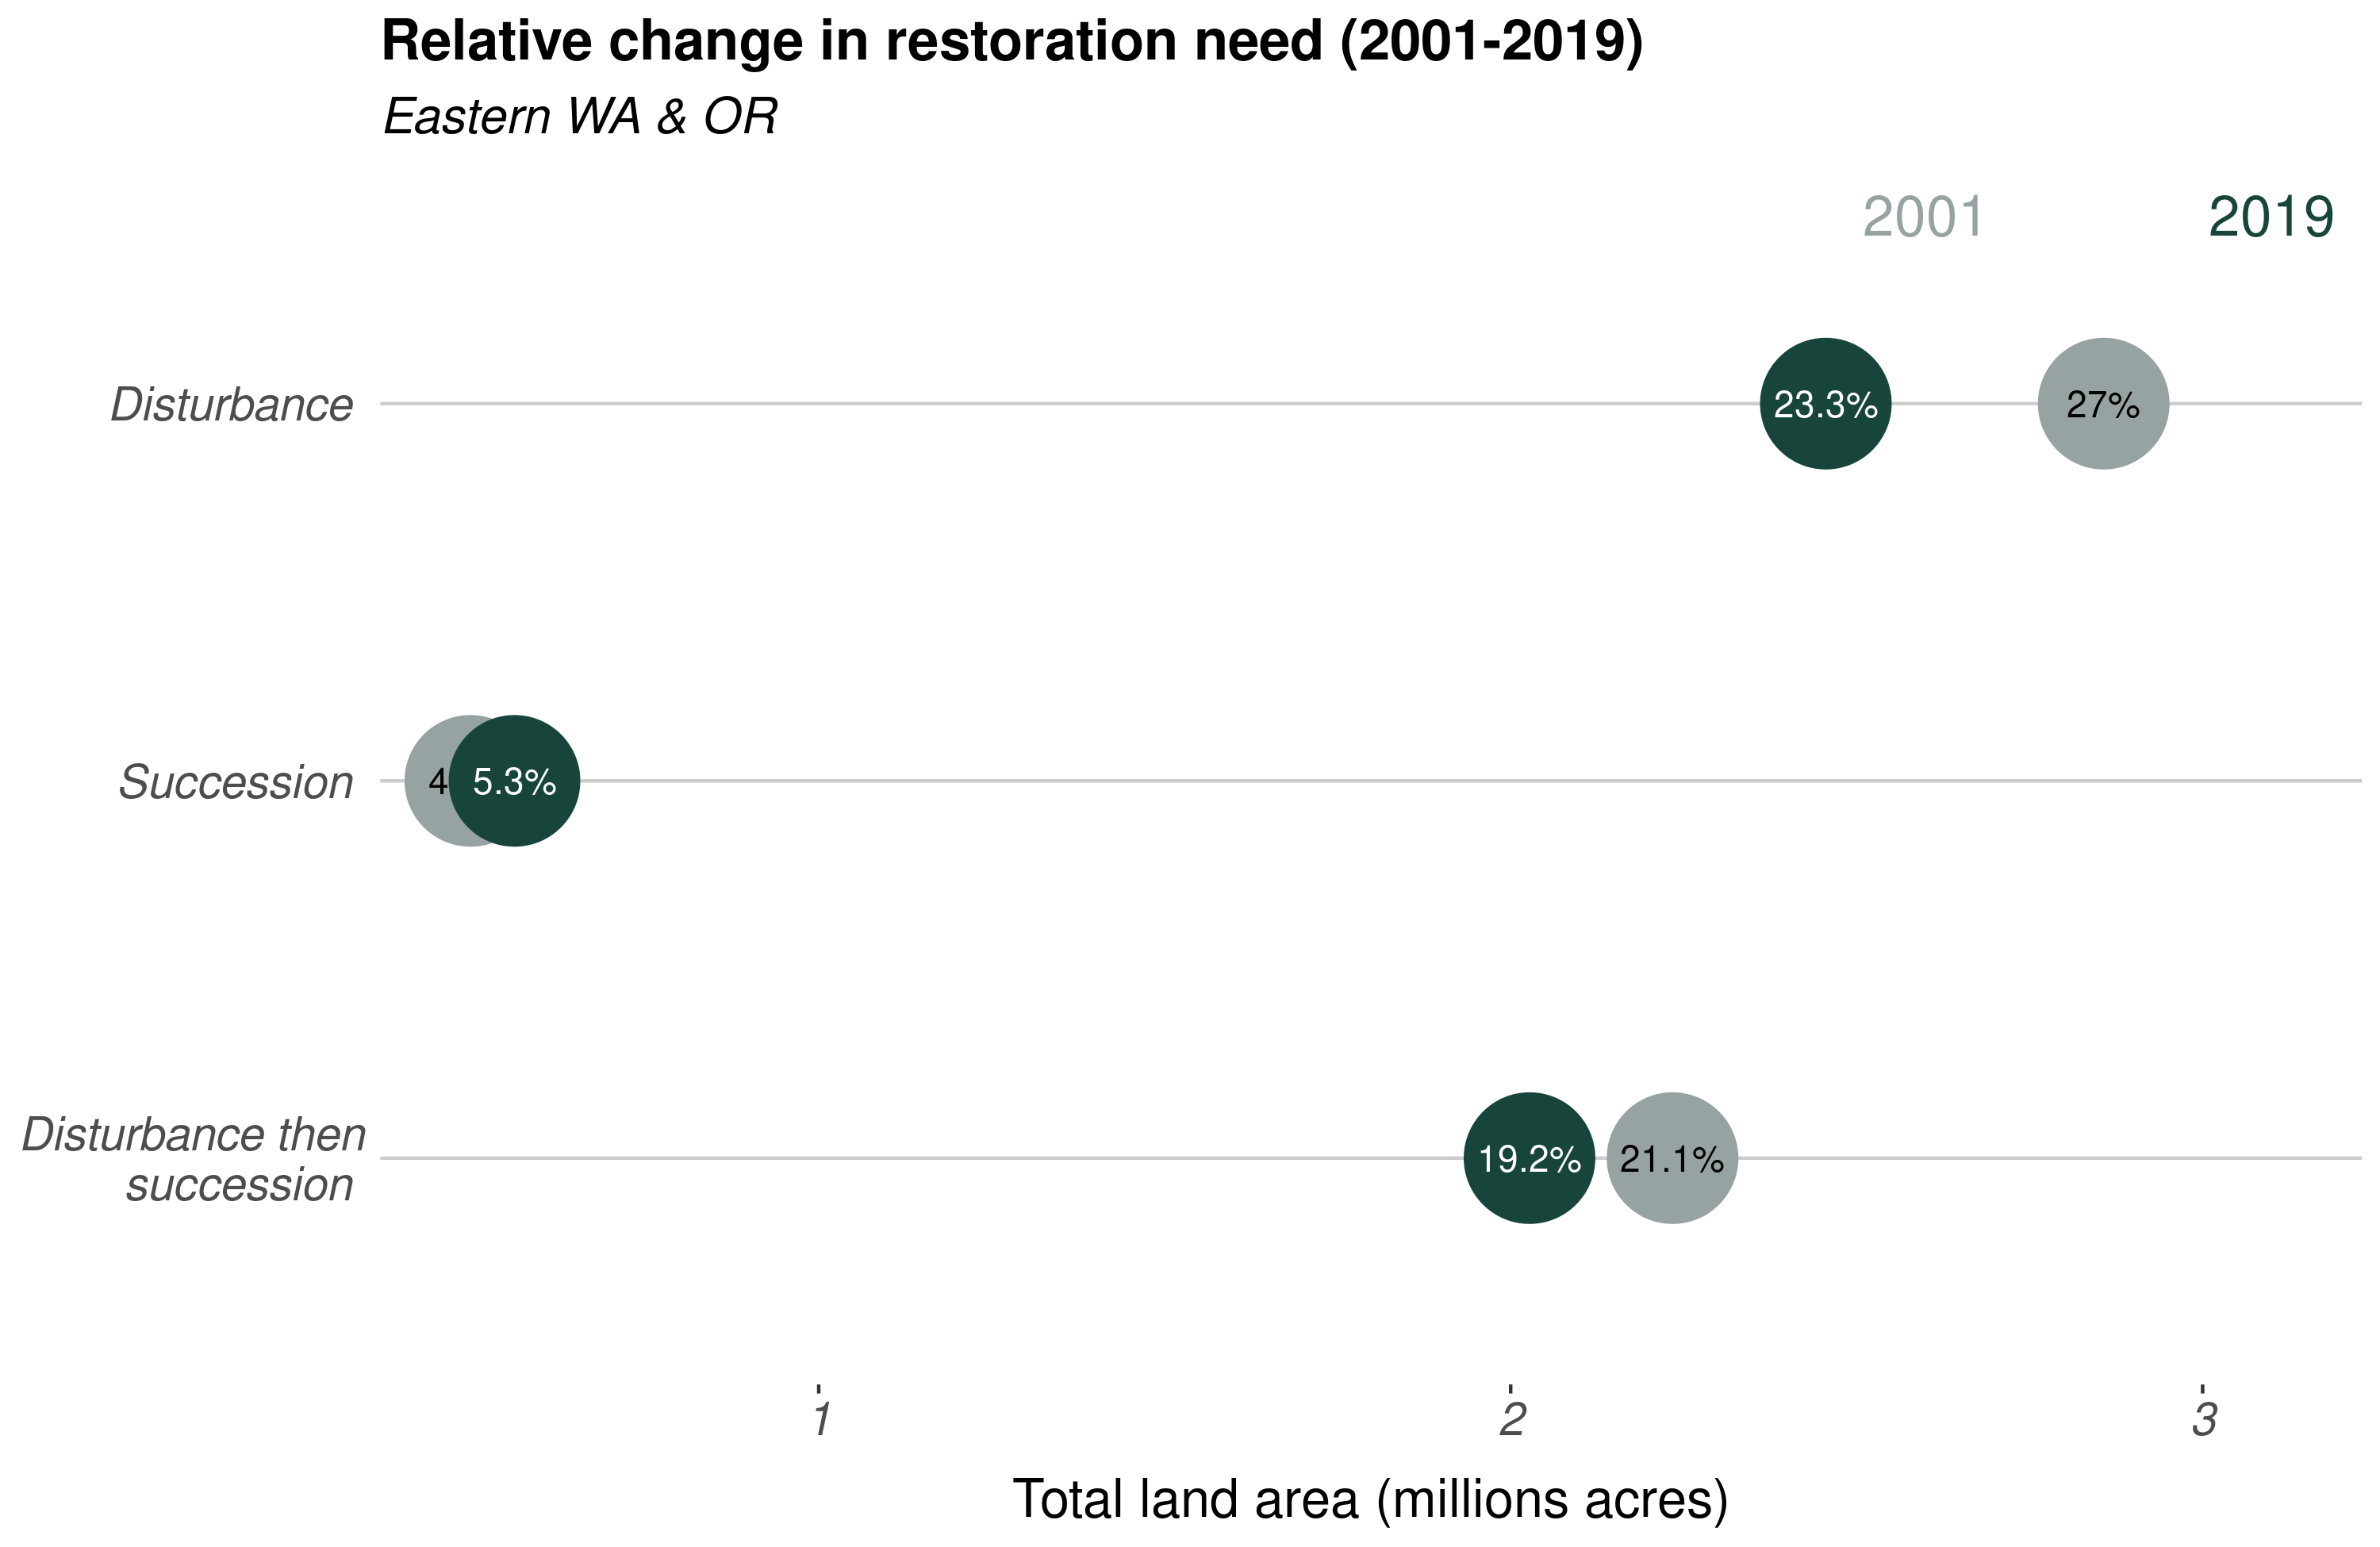 Relative change in restoration need (2001-2019)
Eastern WA & OR
2001 2019
Disturbance 23.3% 27%
Succession 4 5.3%
Disturbance then
succession 19.2% 21.1%
1 2 3
Total land area (millions acres)